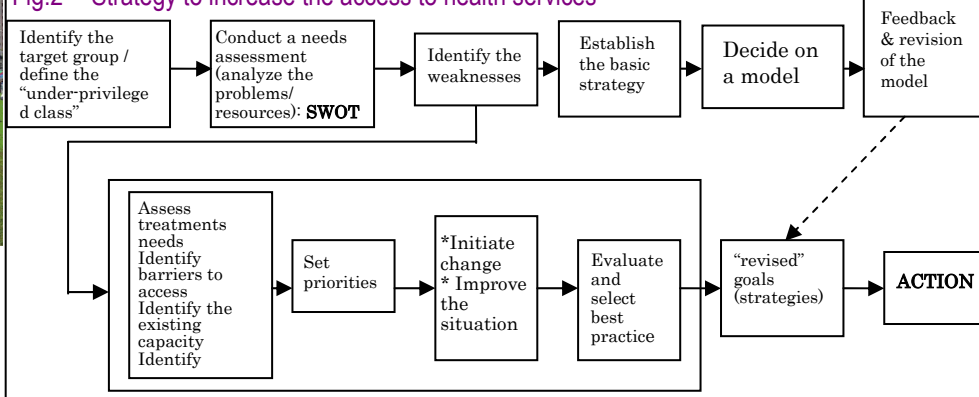 Fig.2 Strategy to increase the access to health services
Identify the
target group /
define the
“under-privilege
d class”
Conduct a needs
assessment
(analyze the
problems/
resources): SWOT
Identify the
weaknesses
Establish
the basic
strategy
Decide on
a model
Feedback
& revision
of the
model
Assess
treatments
needs
Identify
barriers to
access
Identify the
existing
capacity
Identify
Set
priorities
*Initiate
change
* Improve
the
situation
Evaluate
and
select
best
practice
“revised”
goals
(strategies)
ACTION